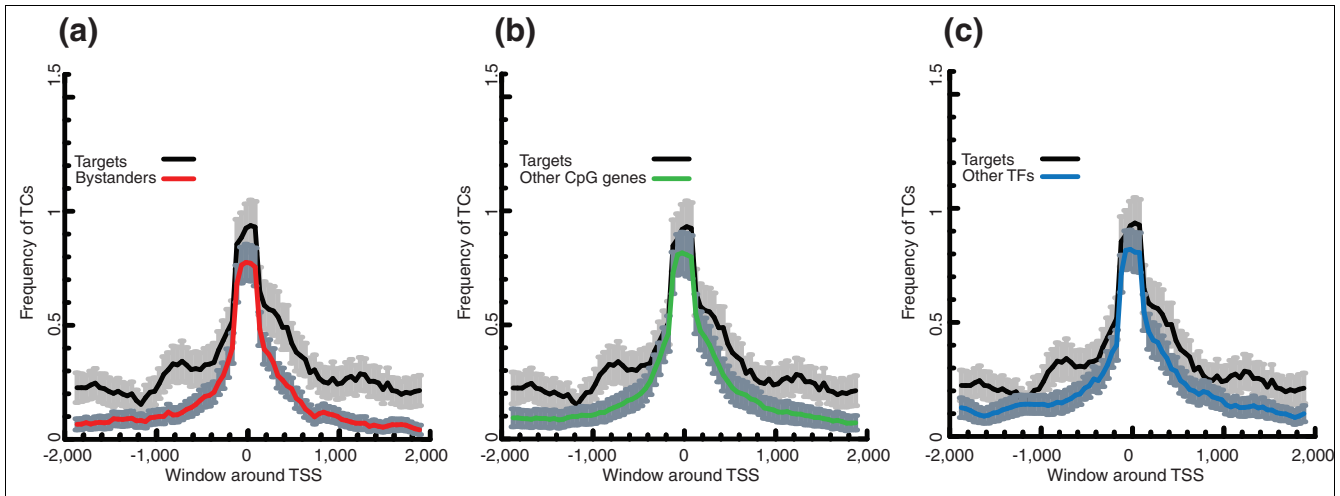 (a)
(b)
(c)
1.5
1
0.5
0
Frequency of TCs
Targets
Bystanders
-2,000 -1,000 0 1,000 2,000
Window around TSS
1.5
1
0.5
0
Frequency of TCs
Targets
Other CpG genes
-2,000 -1,000 0 1,000 2,000
Window around TSS
1.5
1
0.5
0
Frequency of TCs
Targets
Other TFs
-2,000 -1,000 0 1,000 2,000
Window around TSS